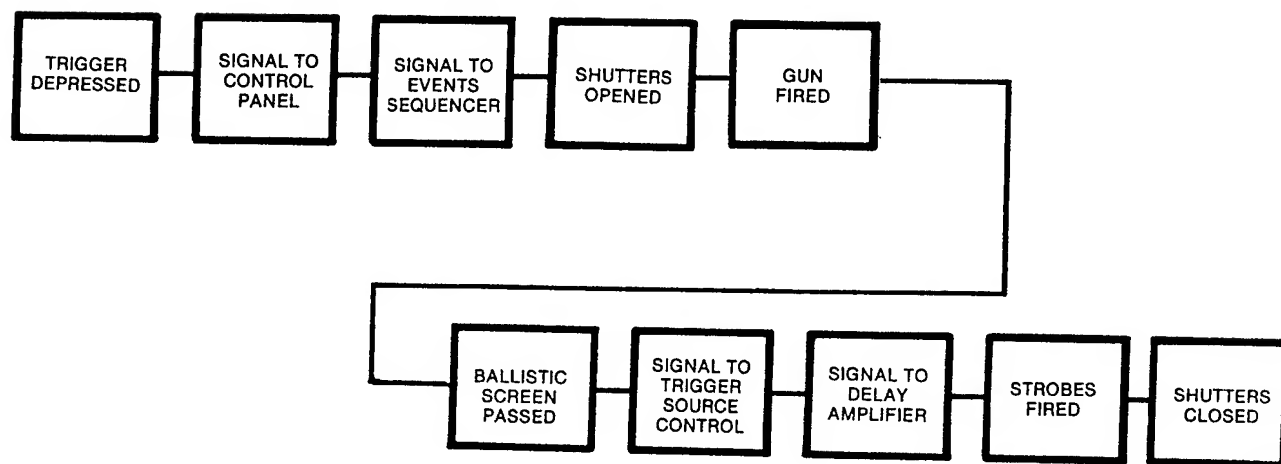 TRIGGER
DEPRESSED
SIGNAL TO
CONTROL
PANEL
SIGNAL TO
EVENTS
SEQUENCER
SHUTTERS
OPENED
GUN
FIRED
BALLISTIC
SCREEN
PASSED
SIGNAL TO
TRIGGER
SOURCE
CONTROL
SIGNAL TO
DELAY
AMPLIFIER
STROBES
FIRED
SHUTTERS
CLOSED